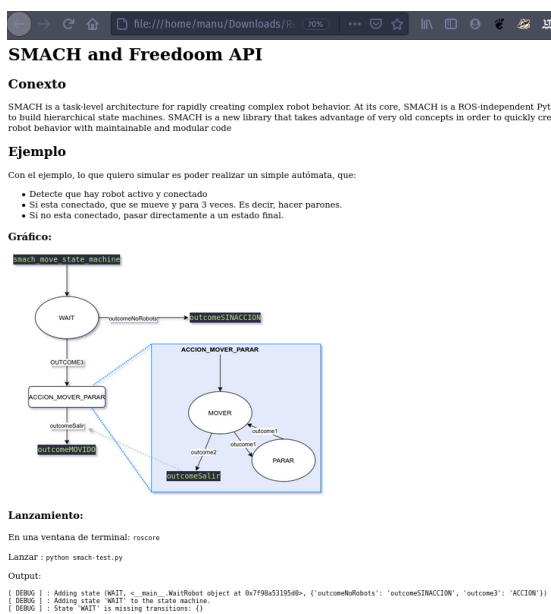 file:///home/manu/Downloads/R
70%
SMACH and Freedoom API
Conexto
SMACH is a task-level architecture for rapidly creating complex robot behavior. At its core, SMACH is a ROS-independent Pyt
to build hierarchical state machines. SMACH is a new library that takes advantage of very old concepts in order to quickly cre
robot behavior with maintainable and modular code
Ejemplo
Con el ejemplo, lo que quiero simular es poder realizar un simple autómata, que:
Detecte que hay robot activo y conectado
Si esta conectado, que se mueve y para 3 veces. Es decir, hacer parones.
Si no esta conectado, pasar directamente a un estado final.
Gráfico:
smach_move_state_machine
WAIT
outcomeNoRobots
outcomeSINACCION
OUTCOME3
ACCION_MOVER_PARAR
ACCION_MOVER_PARAR
outcomeSalir
outcomeMOVIDO
MOVER
outcome1
otucome1
outcome2
PARAR
outcomeSalir
Lanzamiento:
En una ventana de terminal: roscore
Lanzar : python smach-test.py
Output:
[ DEBUG ] : Adding state (WAIT, <__main__.WaitRobot object at 0x7f98a53195d0>, {'outcomeNoRobots': 'outcomeSINACCION', 'outcome3': 'ACCION'})
[ DEBUG ] : Adding state 'WAIT' to the state machine.
[ DEBUG ] : State 'WAIT' is missing transitions: {}